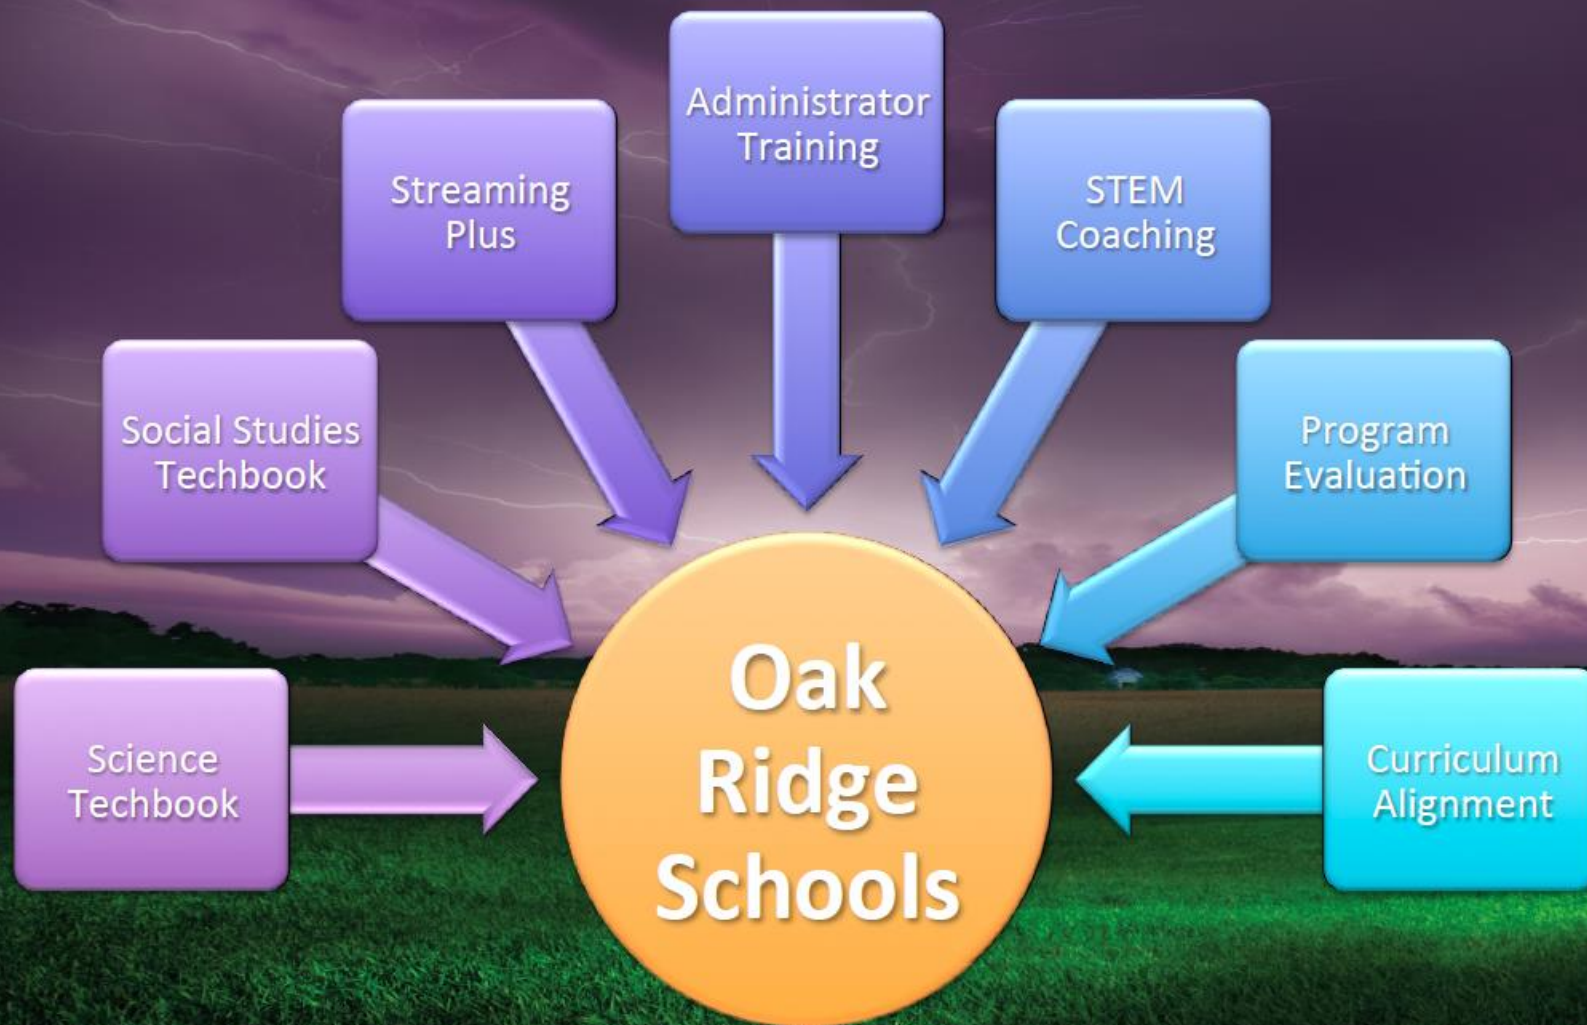 Administrator
Training
Streaming
Plus
STEM
Coaching
Social Studies
Techbook
Program
Evaluation
Science
Techbook
Curriculum
Alignment
Oak
Ridge
Schools